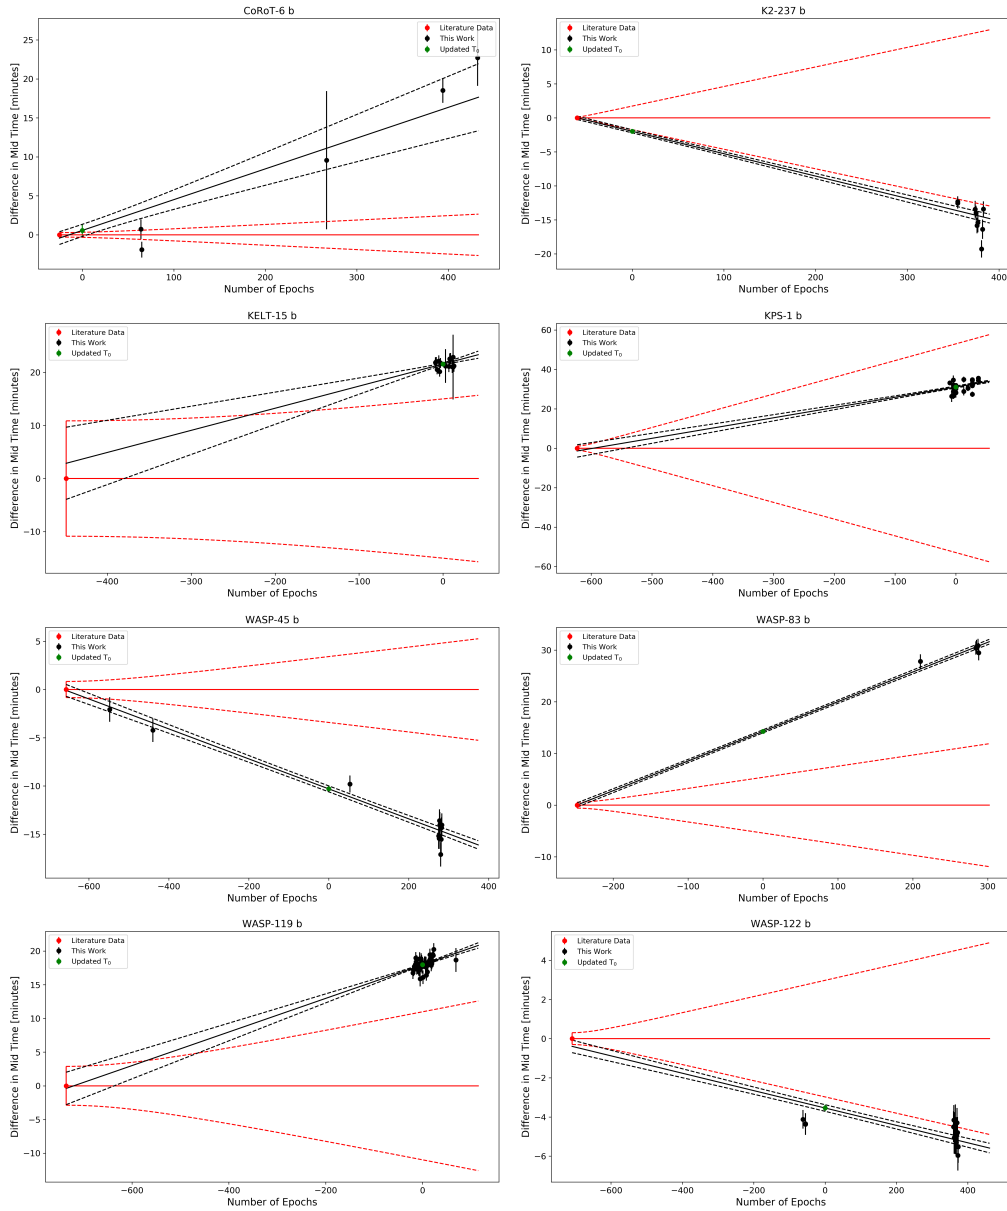 CoRoT-6 b
Literature Data
This Work
Updated T₀
Difference in Mid Time [minutes]
25
20
15
10
5
0
−5
0
100
200
300
400
Number of Epochs
K2-237 b
Literature Data
This Work
Updated T₀
Difference in Mid Time [minutes]
10
5
0
−5
−10
−15
−20
0
100
200
300
400
Number of Epochs
KELT-15 b
Literature Data
This Work
Updated T₀
Difference in Mid Time [minutes]
20
10
0
−10
−400
−300
−200
−100
0
Number of Epochs
KPS-1 b
Literature Data
This Work
Updated T₀
Difference in Mid Time [minutes]
60
40
20
0
−20
−40
−60
−600
−500
−400
−300
−200
−100
0
Number of Epochs
WASP-45 b
Literature Data
This Work
Updated T₀
Difference in Mid Time [minutes]
5
0
−5
−10
−15
−600
−400
−200
0
200
400
Number of Epochs
WASP-83 b
Literature Data
This Work
Updated T₀
Difference in Mid Time [minutes]
30
20
10
0
−10
−200
−100
0
100
200
300
Number of Epochs
WASP-119 b
Literature Data
This Work
Updated T₀
Difference in Mid Time [minutes]
20
15
10
5
0
−5
−10
−600
−400
−200
0
Number of Epochs
WASP-122 b
Literature Data
This Work
Updated T₀
Difference in Mid Time [minutes]
4
2
0
−2
−4
−6
−600
−400
−200
0
200
400
Number of Epochs